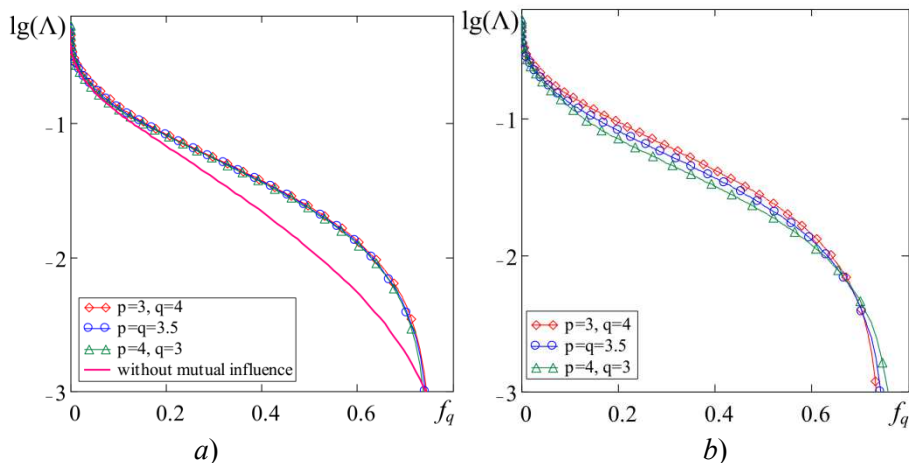 lg(Λ)
-1
-2
-3
p=3, q=4
p=q=3.5
p=4, q=3
without mutual influence
0 0.2 0.4 0.6 f_q
a)
lg(Λ)
-1
-2
-3
p=3, q=4
p=q=3.5
p=4, q=3
0 0.2 0.4 0.6 f_q
b)